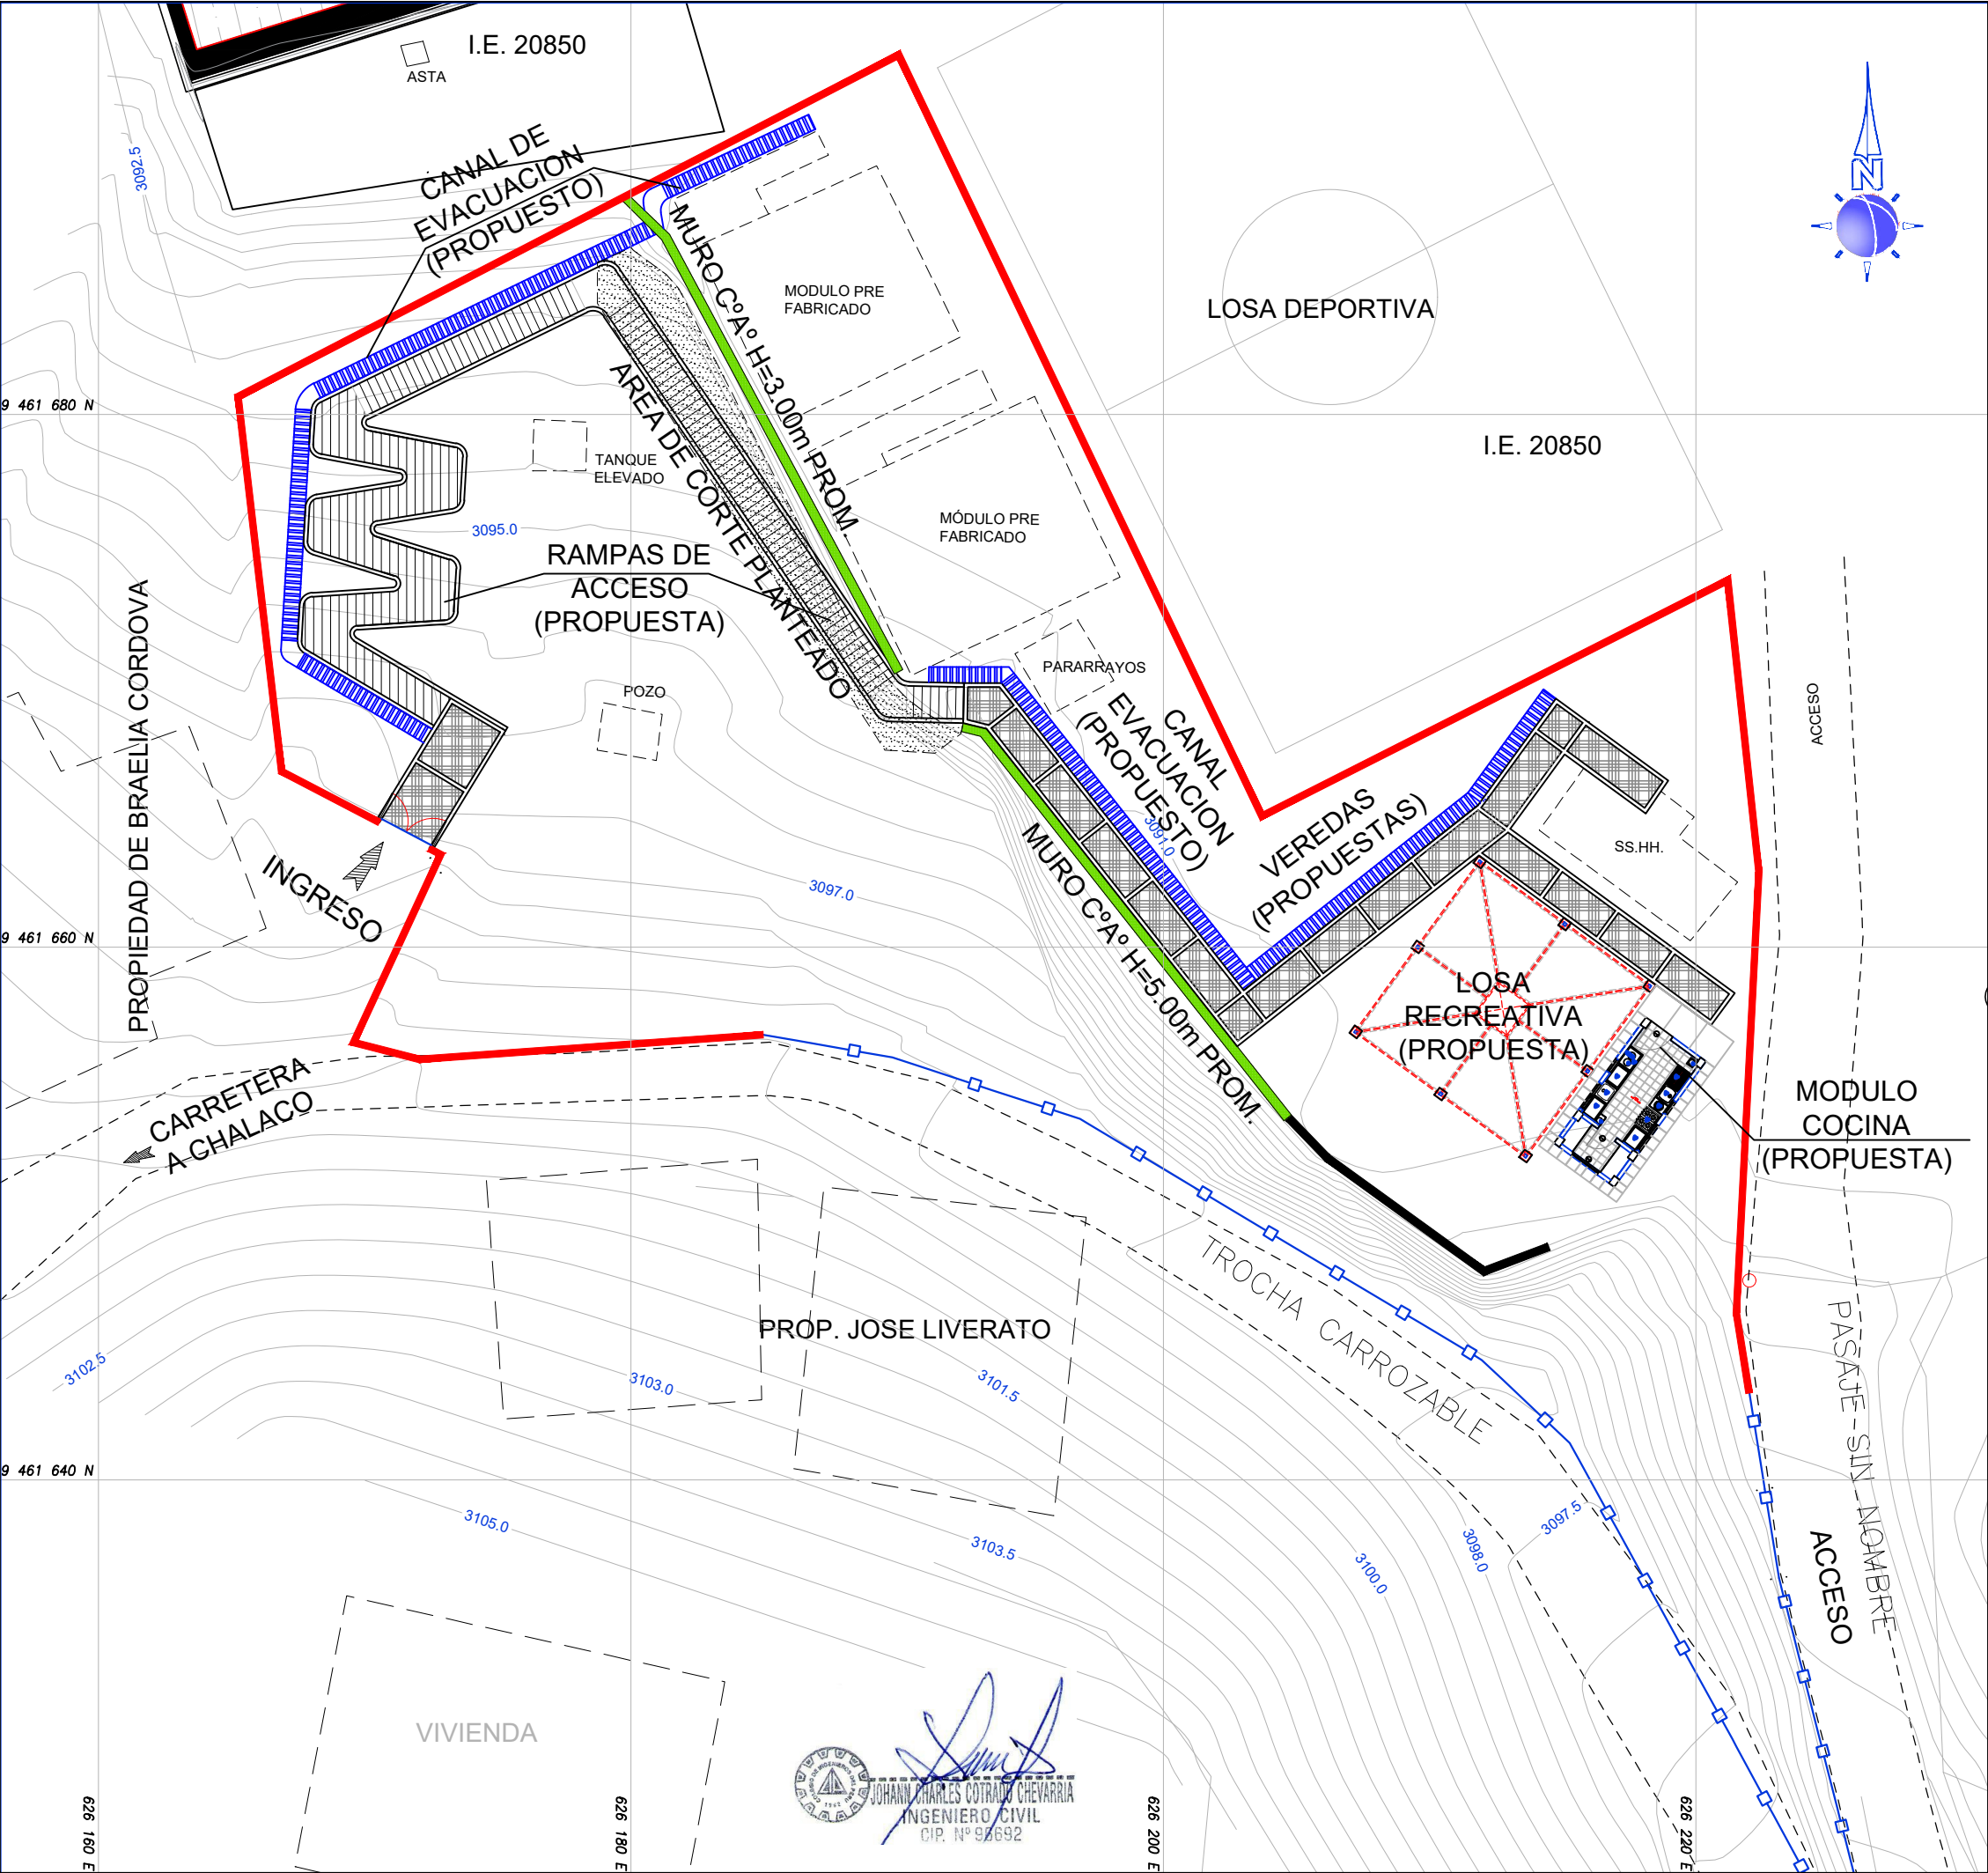 I.E. 20850
ASTA
3092.5
CANAL DE
EVACUACION
(PROPUESTO)
MURO CºAº H=3.00m PROM.
MODULO PRE
FABRICADO
LOSA DEPORTIVA
N
9 461 680 N
I.E. 20850
AREA DE CORTE PLANTEADO
TANQUE
ELEVADO
3095.0
MÓDULO PRE
FABRICADO
RAMPAS DE
ACCESO
(PROPUESTA)
PROPIEDAD DE BRAELIA CORDOVA
POZO
PARARRAYOS
CANAL
EVACUACION
(PROPUESTO)
3091.0
ACCESO
VEREDAS
(PROPUESTAS)
SS.HH.
INGRESO
3097.0
MURO CºAº H=5.00m PROM.
9 461 660 N
LOSA
RECREATIVA
(PROPUESTA)
MODULO
COCINA
(PROPUESTA)
CARRETERA
A CHALACO
TROCHA CARROZABLE
PROP. JOSE LIVERATO
PASAJE SIN NOMBRE
3102.5
3103.0
3101.5
9 461 640 N
3105.0
3103.5
3100.0
3098.0
3097.5
ACCESO
VIVIENDA
JOHANN CHARLES COTRADO CHEVARRIA
INGENIERO CIVIL
CIP. Nº 96692
626 160 E
626 180 E
626 200 E
626 220 E